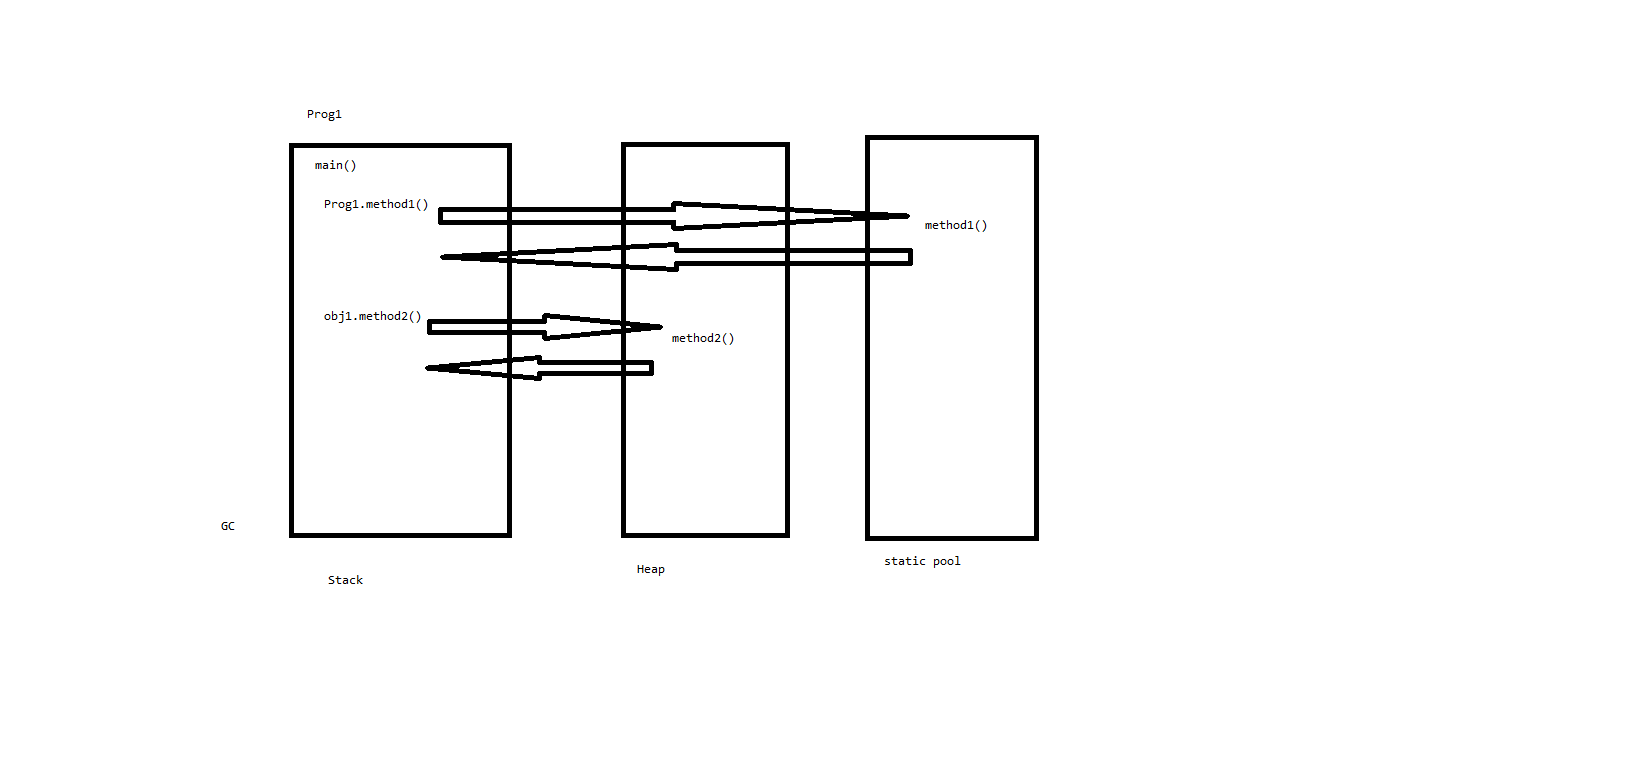 Prog1
main()
Prog1.method1()
method1()
obj1.method2()
method2()
GC
Stack
Heap
static pool